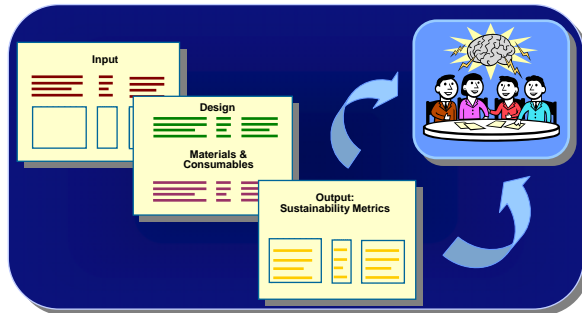 Input
Design
Materials &
Consumables
Output:
Sustainability Metrics